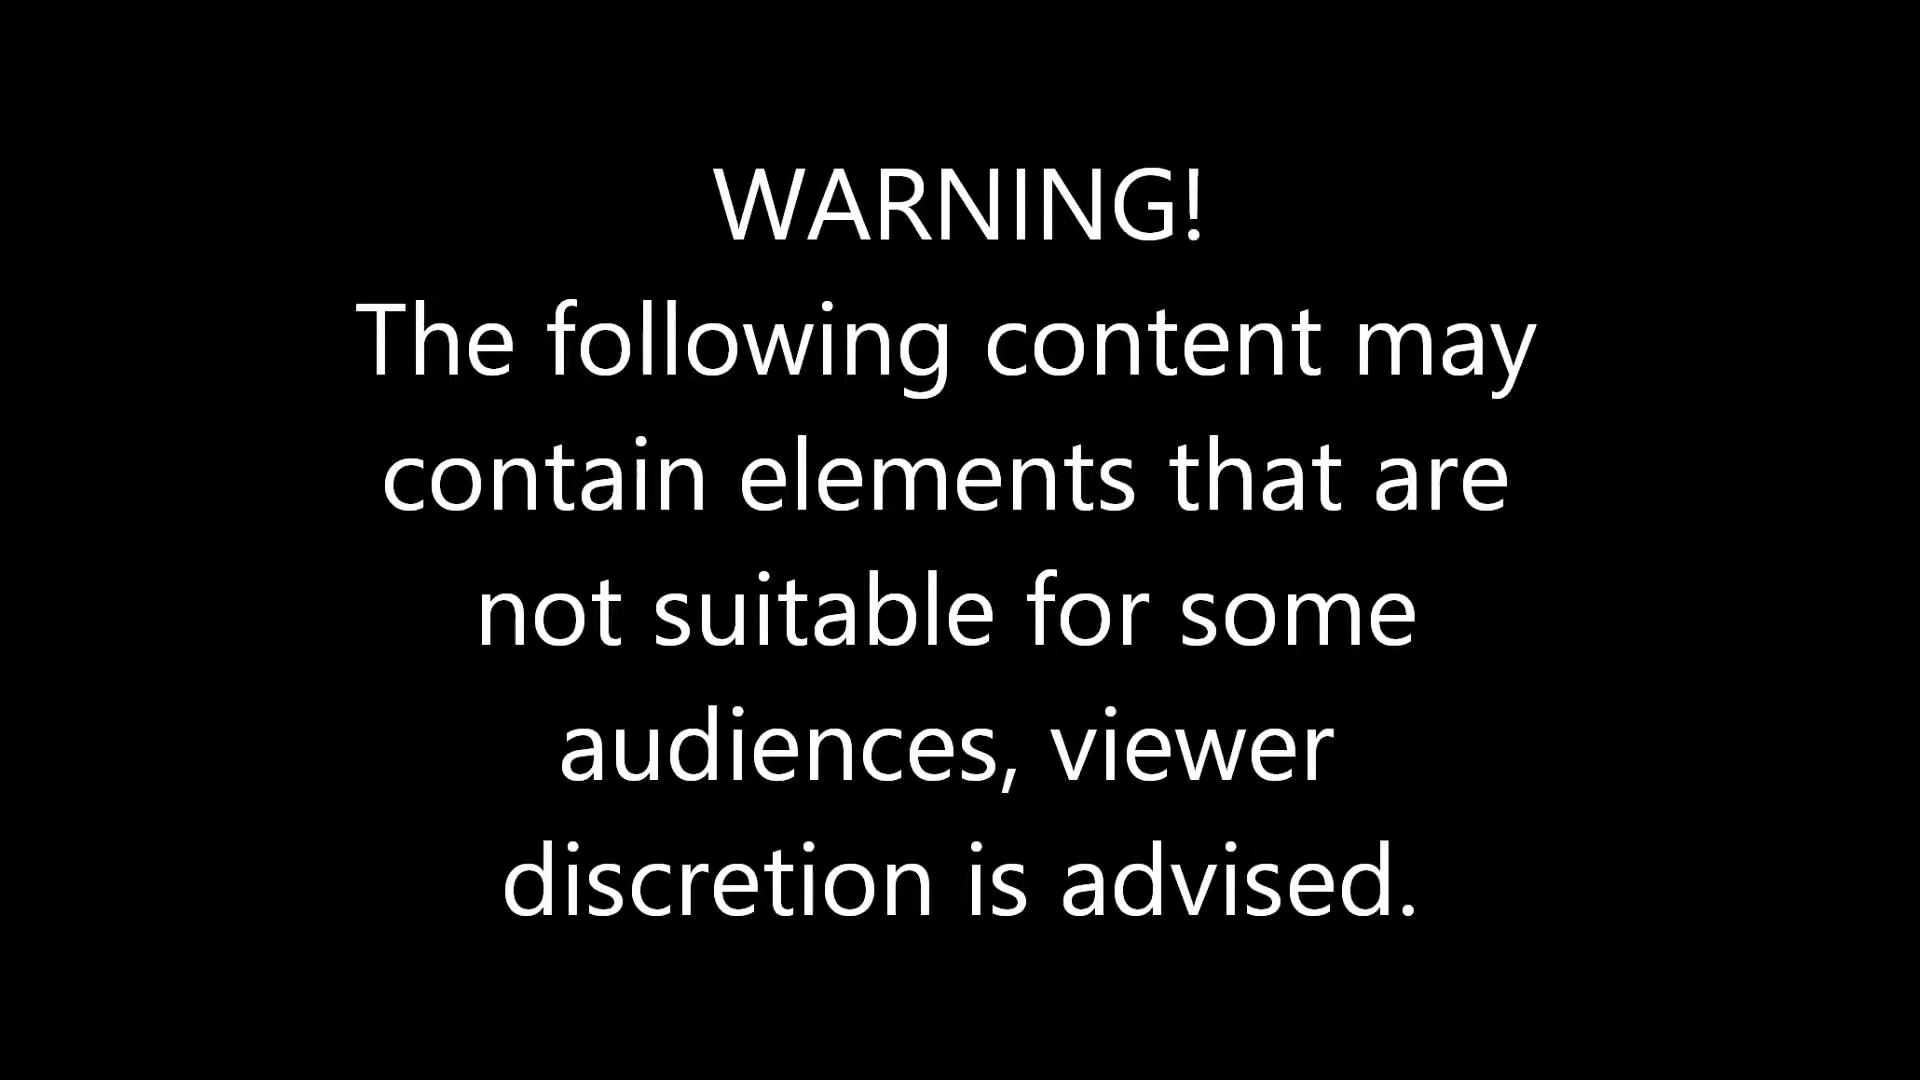 WARNING!
The following content may
contain elements that are
not suitable for some
audiences, viewer
discretion is advised.